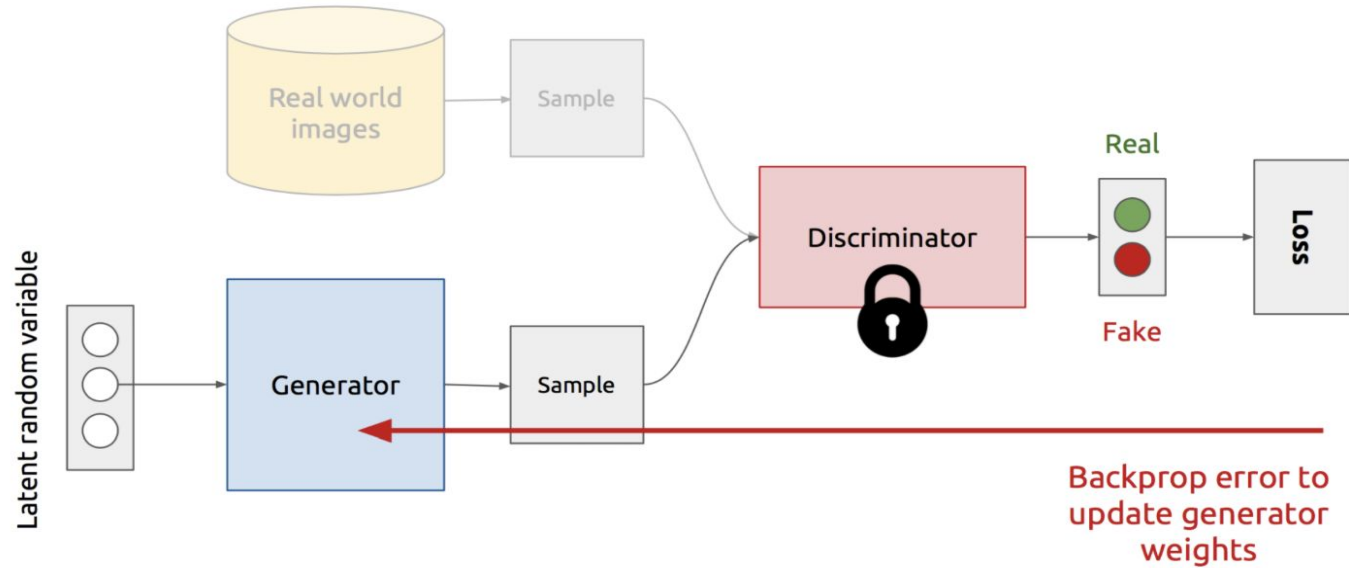 Real world
images
Sample
Real
Discriminator
Loss
Fake
Latent random variable
Generator
Sample
Backprop error to
update generator
weights